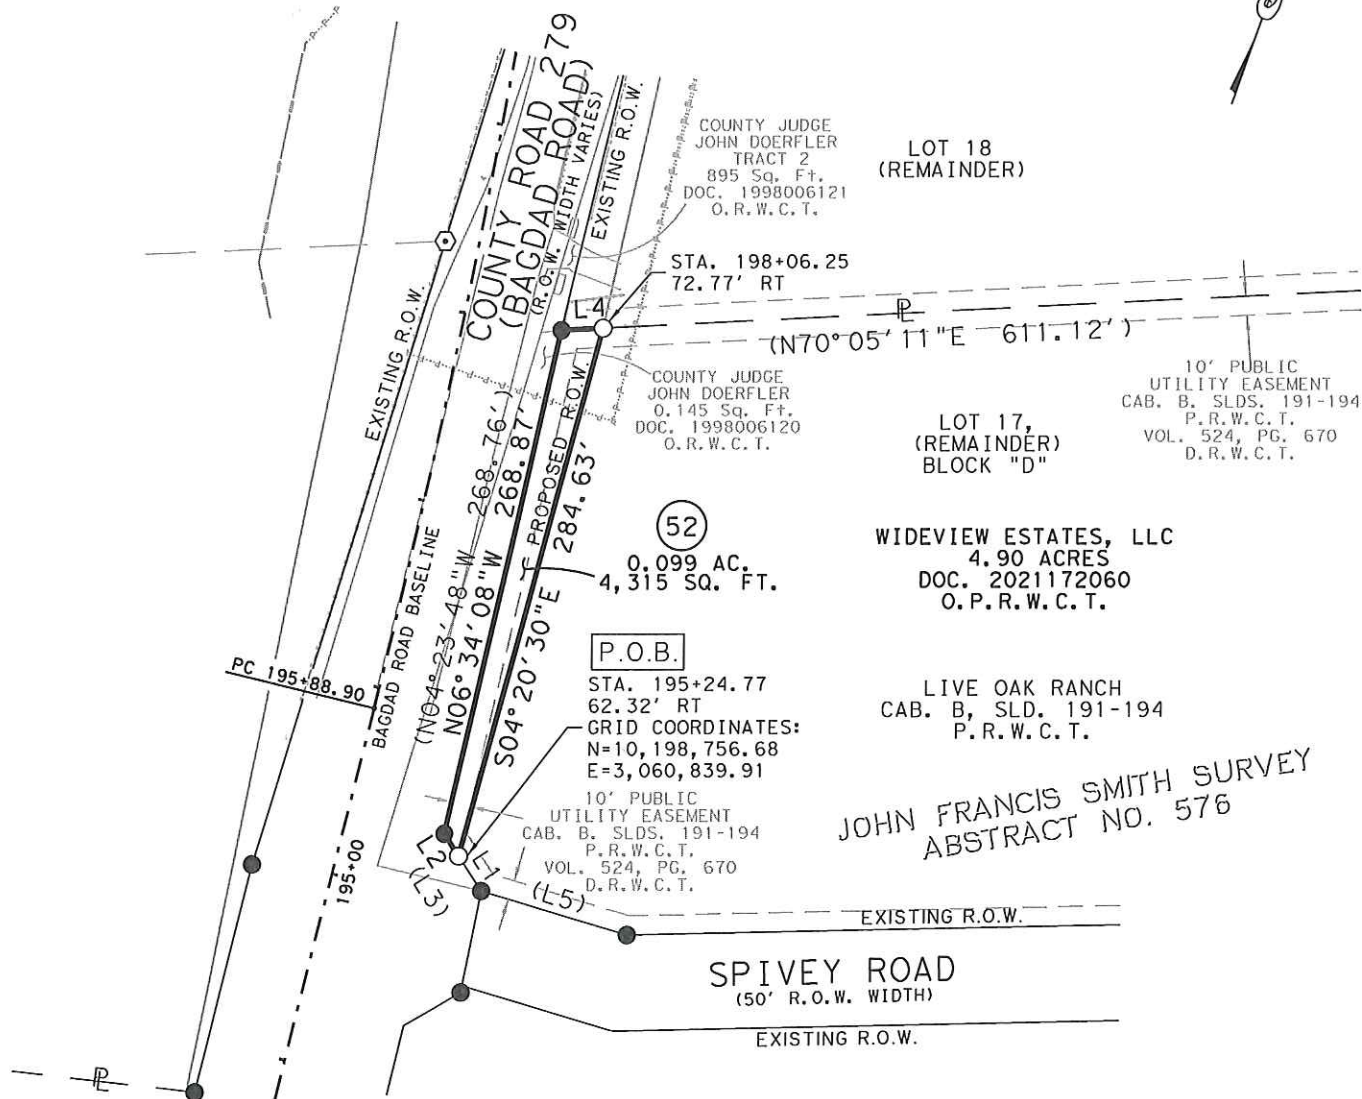 COUNTY ROAD 279
(BAGDAD ROAD)
(R.O.W. WIDTH VARIES)
EXISTING R.O.W.
COUNTY JUDGE
JOHN DOERFLER
TRACT 2
895 Sq. Ft.
DOC. 1998006121
O.R.W.C.T.
LOT 18
(REMAINDER)
STA. 198+06.25
72.77' RT
L4
PL
(N70°05'11"E 611.12')
EXISTING R.O.W.
COUNTY JUDGE
JOHN DOERFLER
0.145 Sq. Ft.
DOC. 1998006120
O.R.W.C.T.
10' PUBLIC
UTILITY EASEMENT
CAB. B. SLDS. 191-194
P.R.W.C.T.
VOL. 524, PG. 670
D.R.W.C.T.
LOT 17,
(REMAINDER)
BLOCK "D"
(N04°23'48"W 268.76')
N06°34'08"W 268.87'
PROPOSED R.O.W.
S04°20'30"E 284.63'
52
0.099 AC.
4,315 SQ. FT.
WIDEVIEW ESTATES, LLC
4.90 ACRES
DOC. 2021172060
O.P.R.W.C.T.
BAGDAD ROAD BASELINE
PC 195+88.90
P.O.B.
STA. 195+24.77
62.32' RT
GRID COORDINATES:
N=10,198,756.68
E=3,060,839.91
LIVE OAK RANCH
CAB. B, SLD. 191-194
P.R.W.C.T.
JOHN FRANCIS SMITH SURVEY
ABSTRACT NO. 576
10' PUBLIC
UTILITY EASEMENT
CAB. B. SLDS. 191-194
P.R.W.C.T.
VOL. 524, PG. 670
D.R.W.C.T.
195+00
L2
L1
(L3)
(L5)
EXISTING R.O.W.
SPIVEY ROAD
(50' R.O.W. WIDTH)
EXISTING R.O.W.
PL